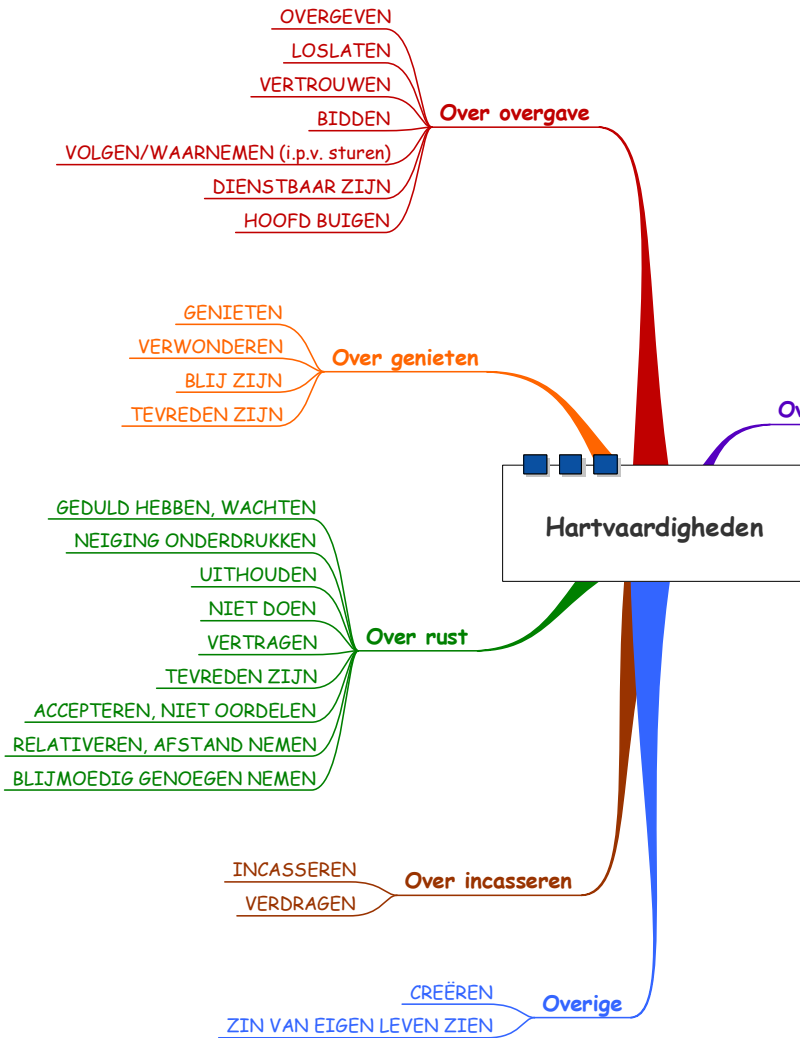 OVERGEVEN
LOSLATEN
VERTROUWEN
BIDDEN
VOLGEN/WAARNEMEN (i.p.v. sturen)
DIENSTBAAR ZIJN
HOOFD BUIGEN
Over overgave
GENIETEN
VERWONDEREN
BLIJ ZIJN
TEVREDEN ZIJN
Over genieten
Hartvaardigheden
GEDULD HEBBEN, WACHTEN
NEIGING ONDERDRUKKEN
UITHOUDEN
NIET DOEN
VERTRAGEN
TEVREDEN ZIJN
ACCEPTEREN, NIET OORDELEN
RELATIVEREN, AFSTAND NEMEN
BLIJMOEDIG GENOEGEN NEMEN
Over rust
INCASSEREN
VERDRAGEN
Over incasseren
CREËREN
ZIN VAN EIGEN LEVEN ZIEN
Overige